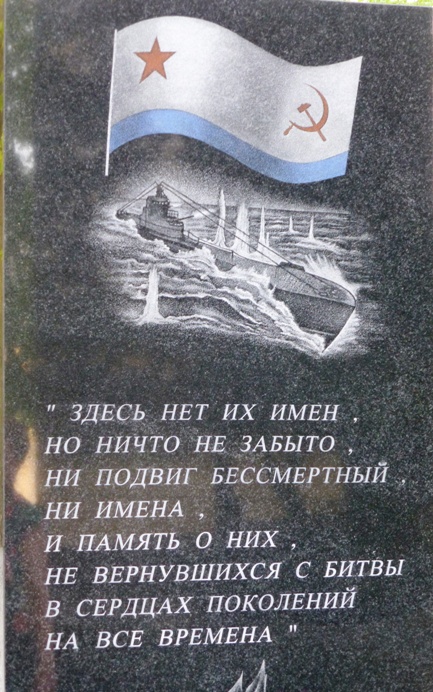 " ЗДЕСЬ НЕТ ИХ ИМЕН ,
НО НИЧТО НЕ ЗАБЫТО ,
НИ ПОДВИГ БЕССМЕРТНЫЙ ,
НИ ИМЕНА ,
И ПАМЯТЬ О НИХ ,
НЕ ВЕРНУВШИХСЯ С БИТВЫ
В СЕРДЦАХ ПОКОЛЕНИЙ
НА ВСЕ ВРЕМЕНА "